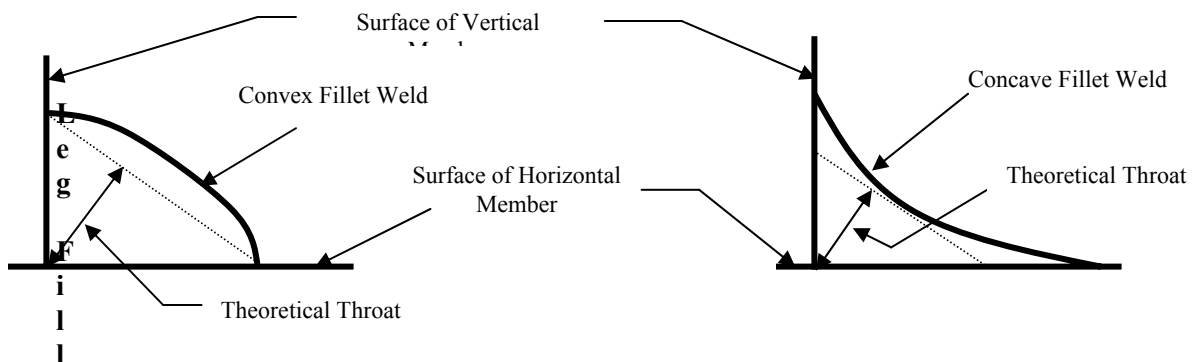 Surface of Vertical
Convex Fillet Weld
Concave Fillet Weld
L
e
g
F
i
l
l
Surface of Horizontal
Member
Theoretical Throat
Theoretical Throat